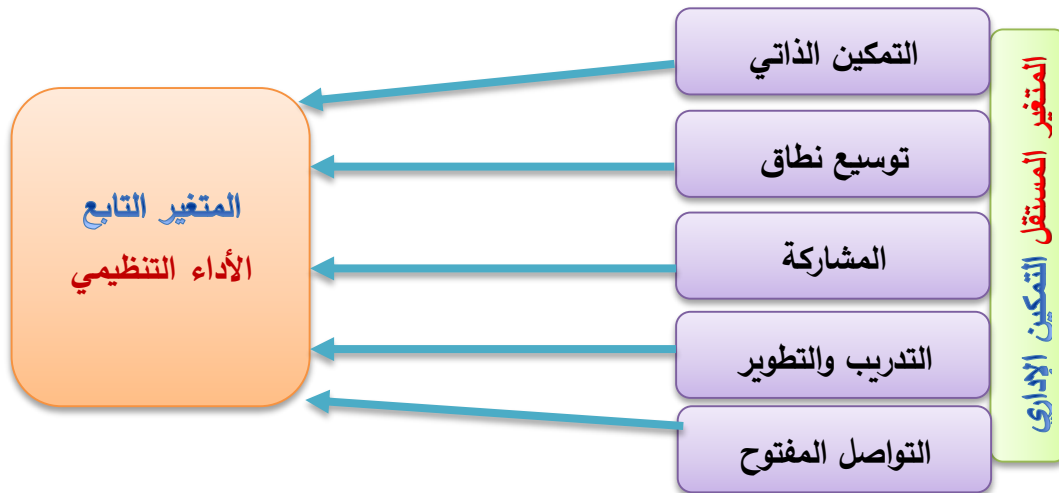 المتغير المستقل التمكين الإداري
التمكين الذاتي
توسيع نطاق
المشاركة
التدريب والتطوير
التواصل المفتوح
المتغير التابع
الأداء التنظيمي